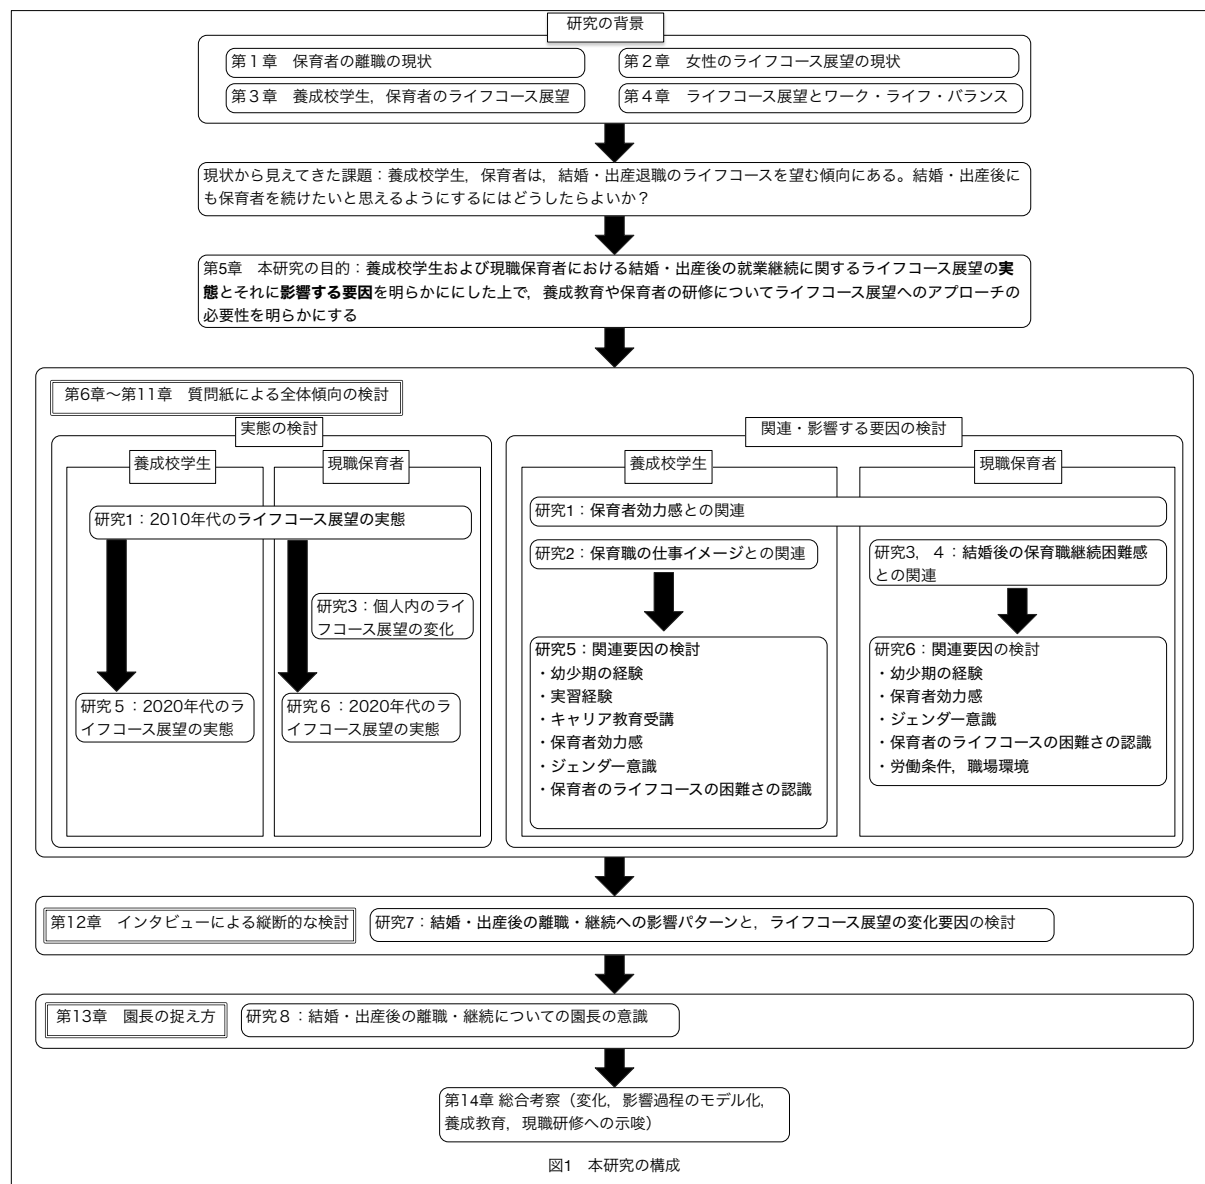 研究の背景
第1章　保育者の離職の現状
第2章　女性のライフコース展望の現状
第3章　養成校学生，保育者のライフコース展望
第4章　ライフコース展望とワーク・ライフ・バランス
現状から見えてきた課題：養成校学生，保育者は，結婚・出産退職のライフコースを望む傾向にある。結婚・出産後に
も保育者を続けたいと思えるようにするにはどうしたらよいか？
第5章　本研究の目的：養成校学生および現職保育者における結婚・出産後の就業継続に関するライフコース展望の実
態とそれに影響する要因を明らかににした上で，養成教育や保育者の研修についてライフコース展望へのアプローチの
必要性を明らかにする
第6章～第11章　質問紙による全体傾向の検討
実態の検討
養成校学生
現職保育者
研究1：2010年代のライフコース展望の実態
研究3：個人内のライ
フコース展望の変化
研究５：2020年代のラ
イフコース展望の実態
研究６：2020年代のラ
イフコース展望の実態
関連・影響する要因の検討
養成校学生
現職保育者
研究1：保育者効力感との関連
研究2：保育職の仕事イメージとの関連
研究3，４：結婚後の保育職継続困難感
との関連
研究5：関連要因の検討
・幼少期の経験
・実習経験
・キャリア教育受講
・保育者効力感
・ジェンダー意識
・保育者のライフコースの困難さの認識
研究6：関連要因の検討
・幼少期の経験
・保育者効力感
・ジェンダー意識
・保育者のライフコースの困難さの認識
・労働条件，職場環境
第12章　インタビューによる縦断的な検討
研究7：結婚・出産後の離職・継続への影響パターンと，ライフコース展望の変化要因の検討
第13章　園長の捉え方
研究８：結婚・出産後の離職・継続についての園長の意識
第14章 総合考察（変化，影響過程のモデル化，
養成教育，現職研修への示唆）
図1　本研究の構成